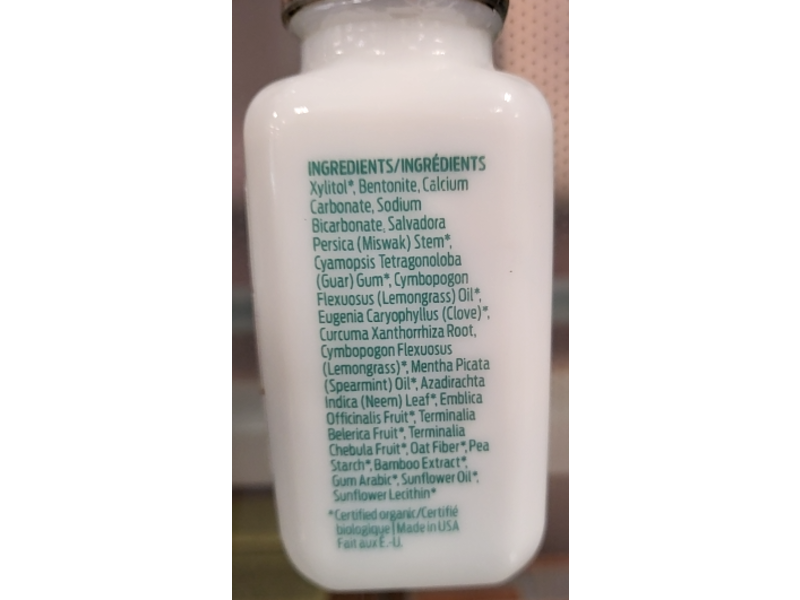 INGREDIENTS/INGRÉDIENTS
Xylitol*, Bentonite, Calcium
Carbonate, Sodium
Bicarbonate, Salvadora
Persica (Miswak) Stem*,
Cyamopsis Tetragonoloba
(Guar) Gum*, Cymbopogon
Flexuosus (Lemongrass) Oil*,
Eugenia Caryophyllus (Clove)*,
Curcuma Xanthorrhiza Root,
Cymbopogon Flexuosus
(Lemongrass)*, Mentha Picata
(Spearmint) Oil*, Azadirachta
Indica (Neem) Leaf*, Emblica
Officinalis Fruit*, Terminalia
Belerica Fruit*, Terminalia
Chebula Fruit*, Oat Fiber*, Pea
Starch*, Bamboo Extract*,
Gum Arabic*, Sunflower Oil*,
Sunflower Lecithin*
*Certified organic/Certifié
biologique | Made in USA
Fait aux É.-U.